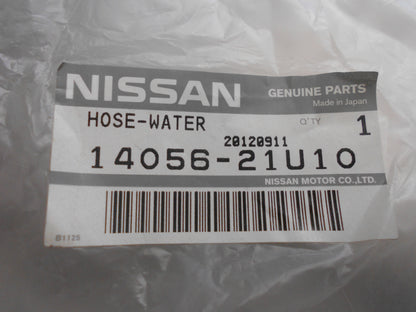 NISSAN GENUINE PARTS
Made in Japan
HOSE-WATER Q'TY 1
20120911
14056-21U10
NISSAN MOTOR CO.,LTD.
B1125